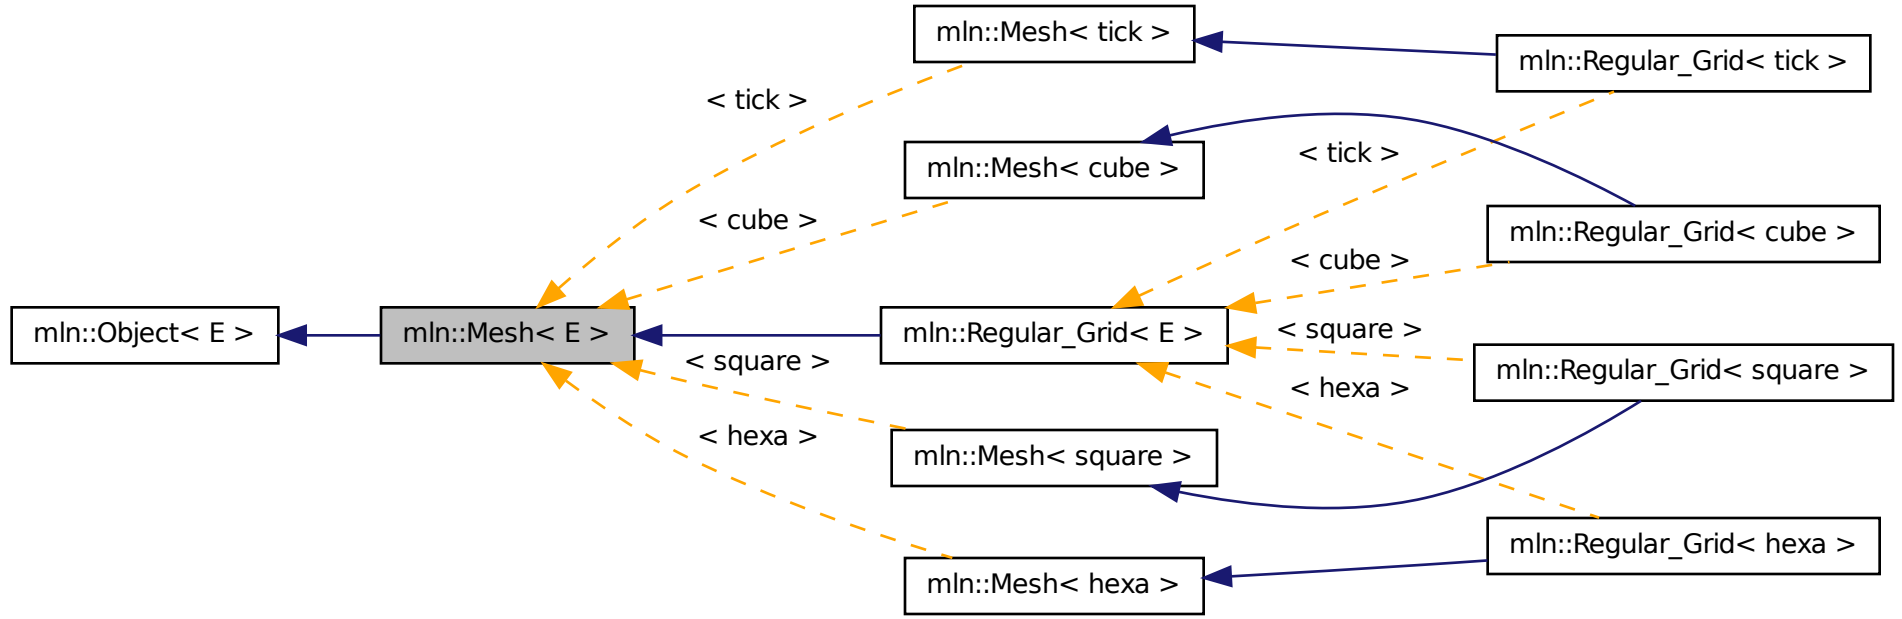 mln::Mesh< tick >
mln::Regular_Grid< tick >
< tick >
< tick >
mln::Mesh< cube >
< cube >
mln::Regular_Grid< cube >
< cube >
mln::Object< E >
mln::Mesh< E >
mln::Regular_Grid< E >
< square >
< square >
mln::Regular_Grid< square >
< hexa >
< hexa >
mln::Mesh< square >
mln::Regular_Grid< hexa >
mln::Mesh< hexa >